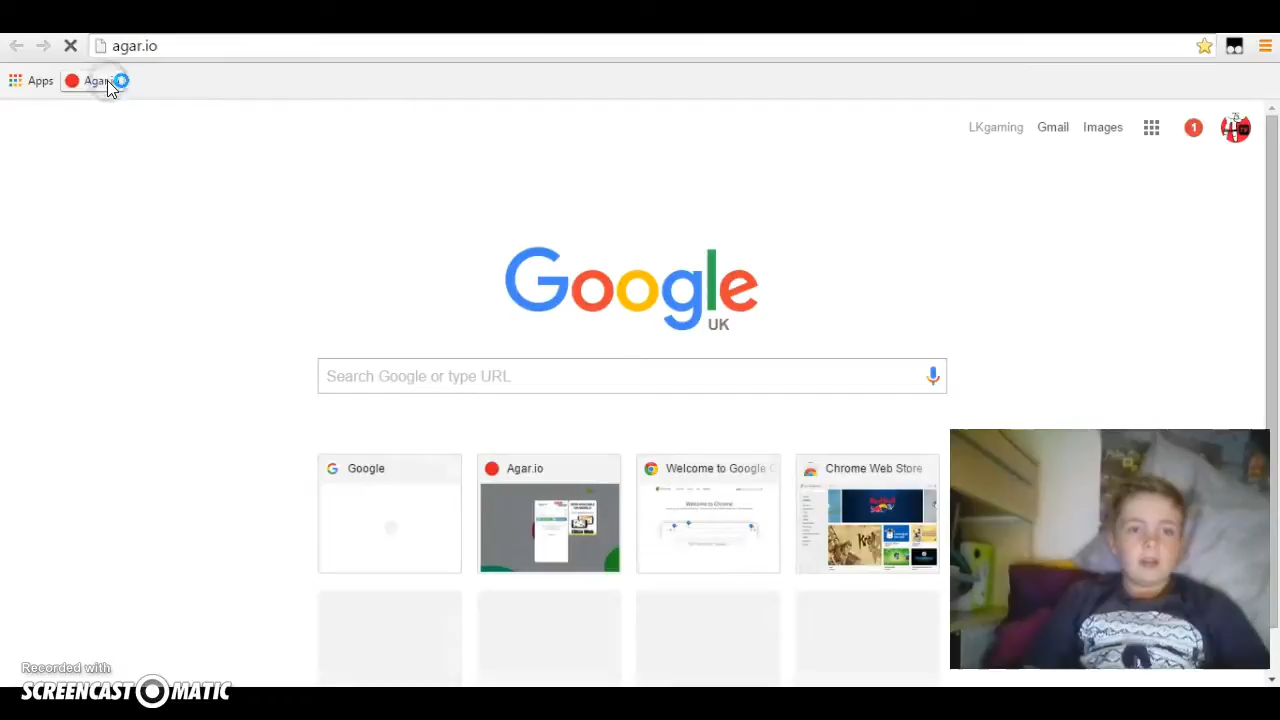 agar.io
Apps
Agar
LKgaming
Gmail
Images
1
Google
UK
Search Google or type URL
Google
Agar.io
Welcome to Google C
Chrome Web Store
Recorded with
SCREENCAST MATIC